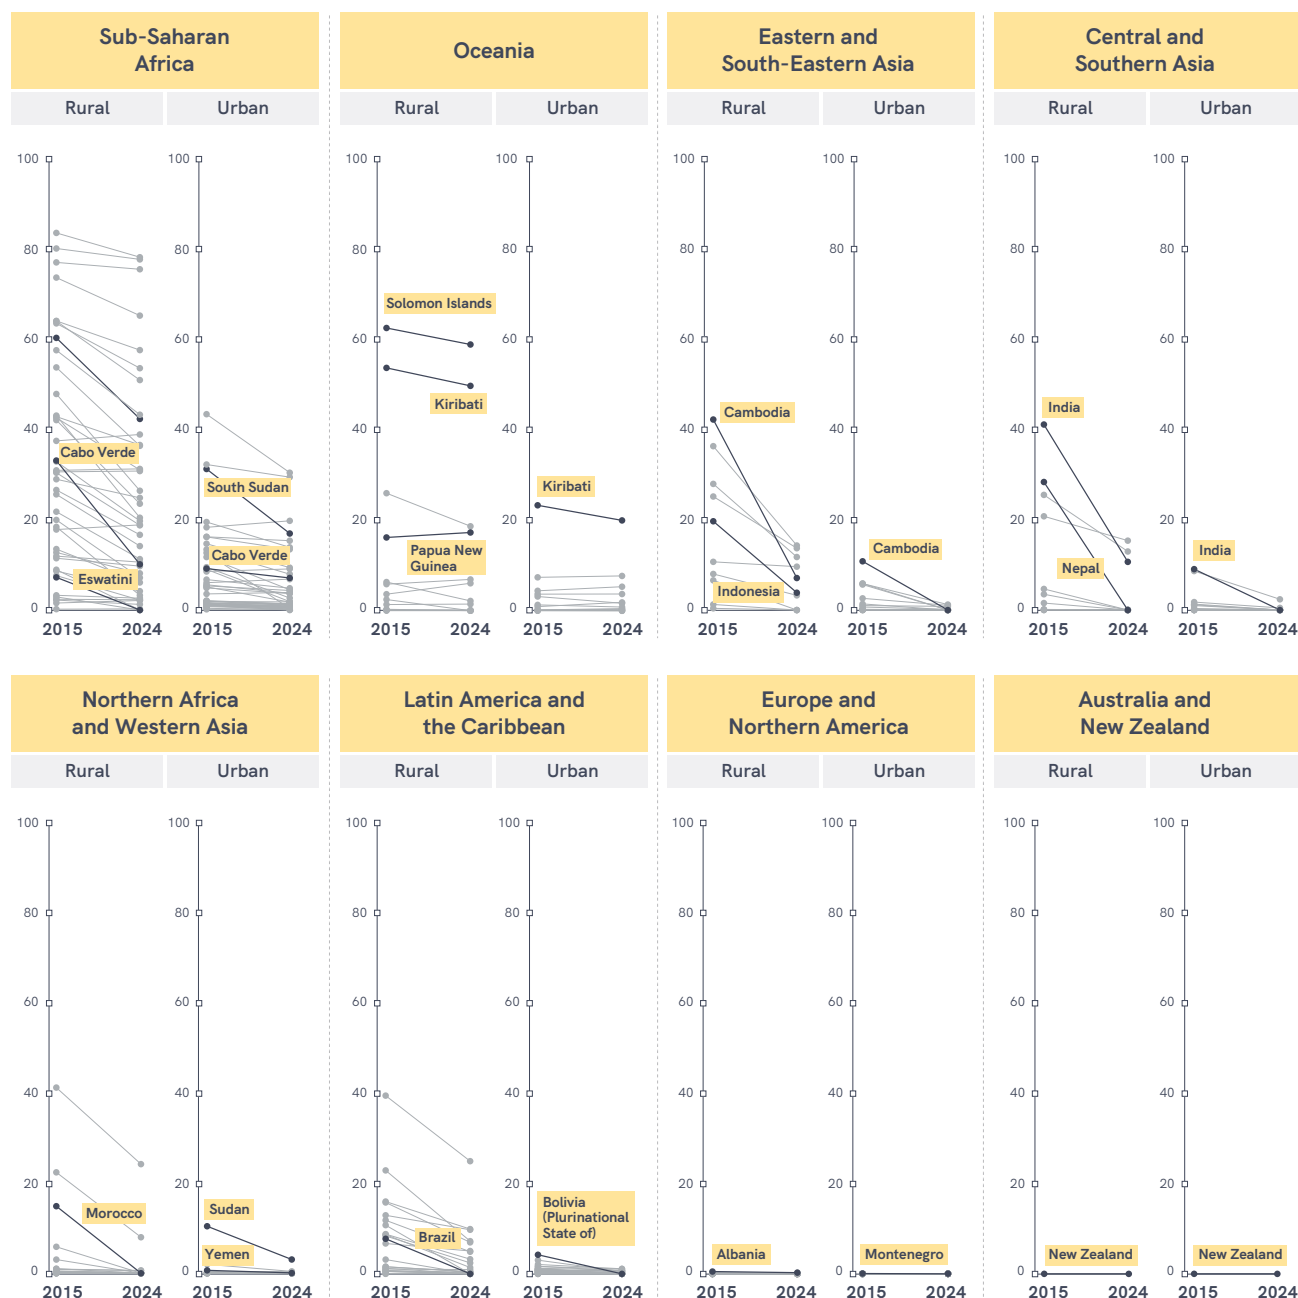 Sub-Saharan
Africa
Rural
Urban
100
80
60
40
20
0
Cabo Verde
Eswatini
2015
2024
100
80
60
40
20
0
South Sudan
Cabo Verde
2015
2024
Oceania
Rural
Urban
100
80
60
40
20
0
Solomon Islands
Kiribati
Papua New
Guinea
2015
2024
100
80
60
40
20
0
Kiribati
2015
2024
Eastern and
South-Eastern Asia
Rural
Urban
100
80
60
40
20
0
Cambodia
Indonesia
2015
2024
100
80
60
40
20
0
Cambodia
2015
2024
Central and
Southern Asia
Rural
Urban
100
80
60
40
20
0
India
Nepal
2015
2024
100
80
60
40
20
0
India
2015
2024
Northern Africa
and Western Asia
Rural
Urban
100
80
60
40
20
0
Morocco
2015
2024
100
80
60
40
20
0
Sudan
Yemen
2015
2024
Latin America and
the Caribbean
Rural
Urban
100
80
60
40
20
0
Brazil
2015
2024
100
80
60
40
20
0
Bolivia
(Plurinational
State of)
2015
2024
Europe and
Northern America
Rural
Urban
100
80
60
40
20
0
Albania
2015
2024
100
80
60
40
20
0
Montenegro
2015
2024
Australia and
New Zealand
Rural
Urban
100
80
60
40
20
0
New Zealand
2015
2024
100
80
60
40
20
0
New Zealand
2015
2024